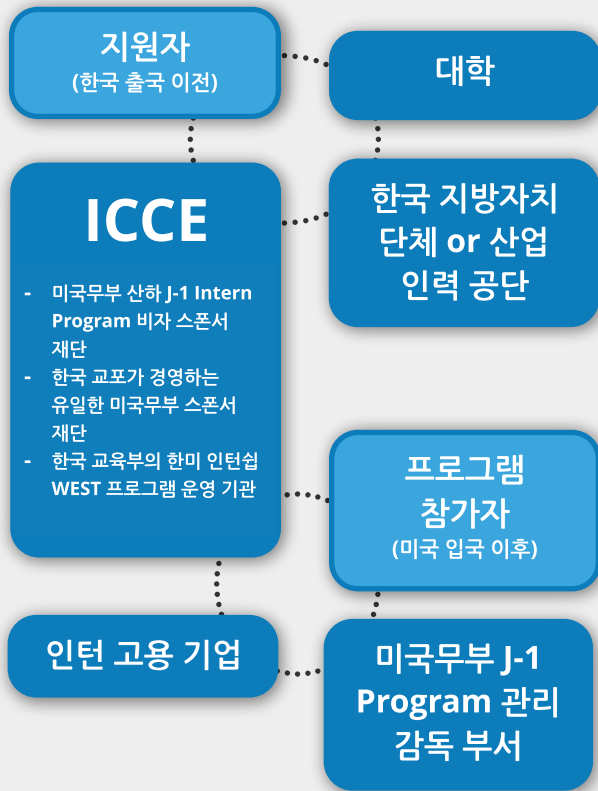 지원자
(한국 출국 이전)
대학
ICCE
- 미국무부 산하 J-1 Intern
Program 비자 스폰서
재단
- 한국 교포가 경영하는
유일한 미국무부 스폰서
재단
- 한국 교육부의 한미 인턴쉽
WEST 프로그램 운영 기관
한국 지방자치
단체 or 산업
인력 공단
프로그램
참가자
(미국 입국 이후)
인턴 고용 기업
미국무부 J-1
Program 관리
감독 부서